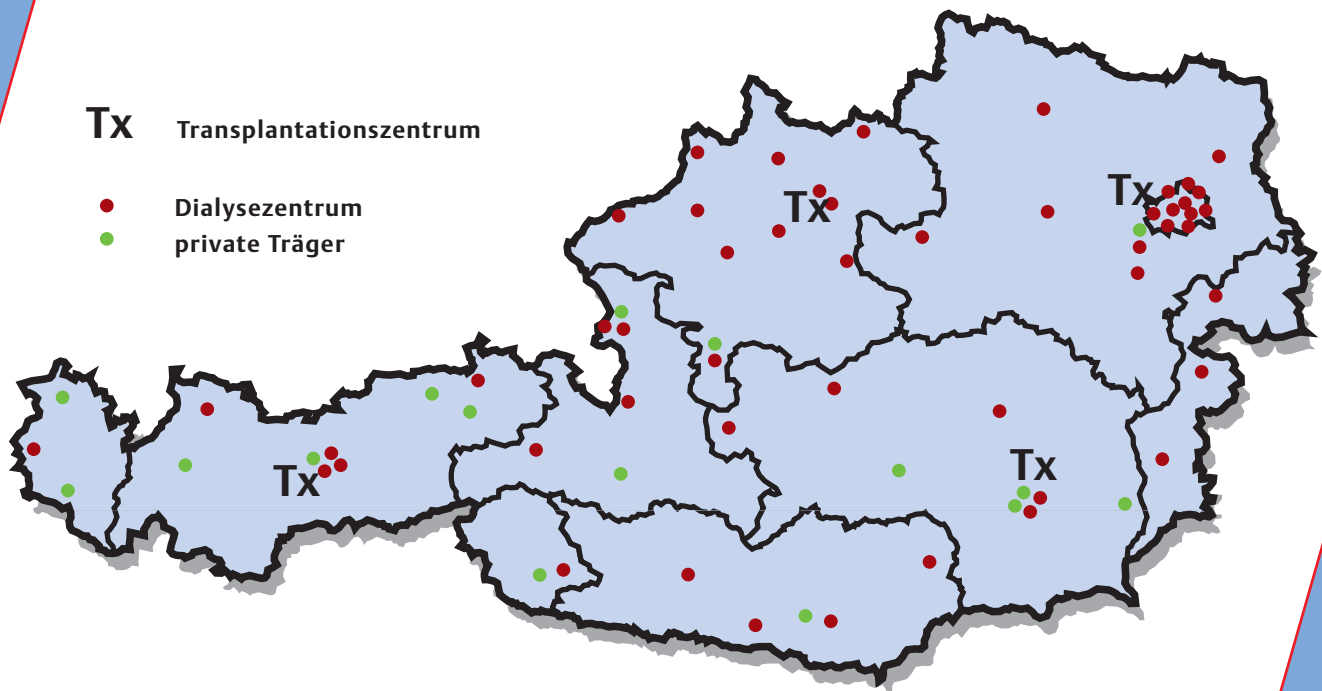 Tx Transplantationszentrum
Dialysezentrum
private Träger
Tx
Tx
Tx
Tx